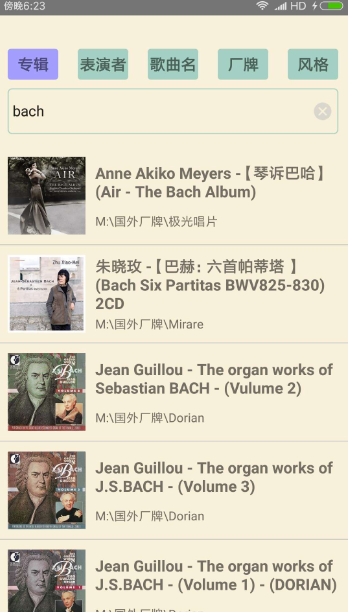 傍晚6:23
HD
专辑 表演者 歌曲名 厂牌 风格
bach
Anne Akiko Meyers -【琴诉巴哈】
(Air - The Bach Album)
M:\国外厂牌\极光唱片
朱晓玫 -【巴赫: 六首帕蒂塔 】
(Bach Six Partitas BWV825-830)
2CD
M:\国外厂牌\Mirare
Jean Guillou - The organ works of
Sebastian BACH - (Vulume 2)
M:\国外厂牌\Dorian
Jean Guillou - The organ works of
J.S.BACH - (Volume 3)
M:\国外厂牌\Dorian
Jean Guillou - The organ works of
J.S.BACH - (Volume 1) - (DORIAN)
M:\国外厂牌\Dorian